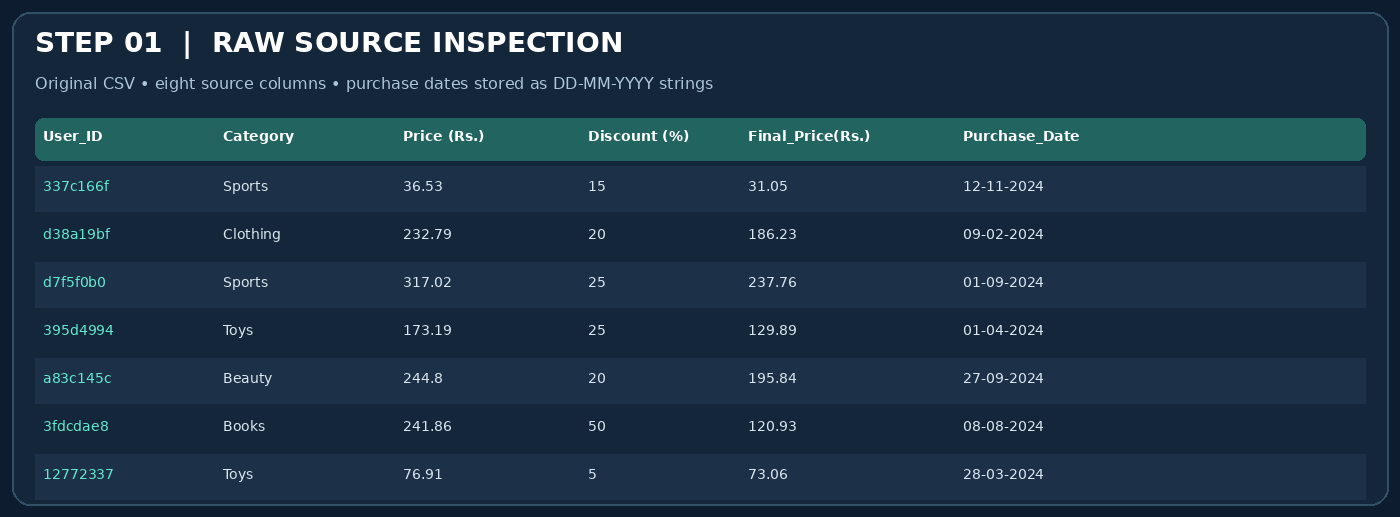 STEP 01 | RAW SOURCE INSPECTION
Original CSV • eight source columns • purchase dates stored as DD-MM-YYYY strings
User_ID Category Price (Rs.) Discount (%) Final_Price(Rs.) Purchase_Date
337c166f Sports 36.53 15 31.05 12-11-2024
d38a19bf Clothing 232.79 20 186.23 09-02-2024
d7f5f0b0 Sports 317.02 25 237.76 01-09-2024
395d4994 Toys 173.19 25 129.89 01-04-2024
a83c145c Beauty 244.8 20 195.84 27-09-2024
3fdcdae8 Books 241.86 50 120.93 08-08-2024
12772337 Toys 76.91 5 73.06 28-03-2024